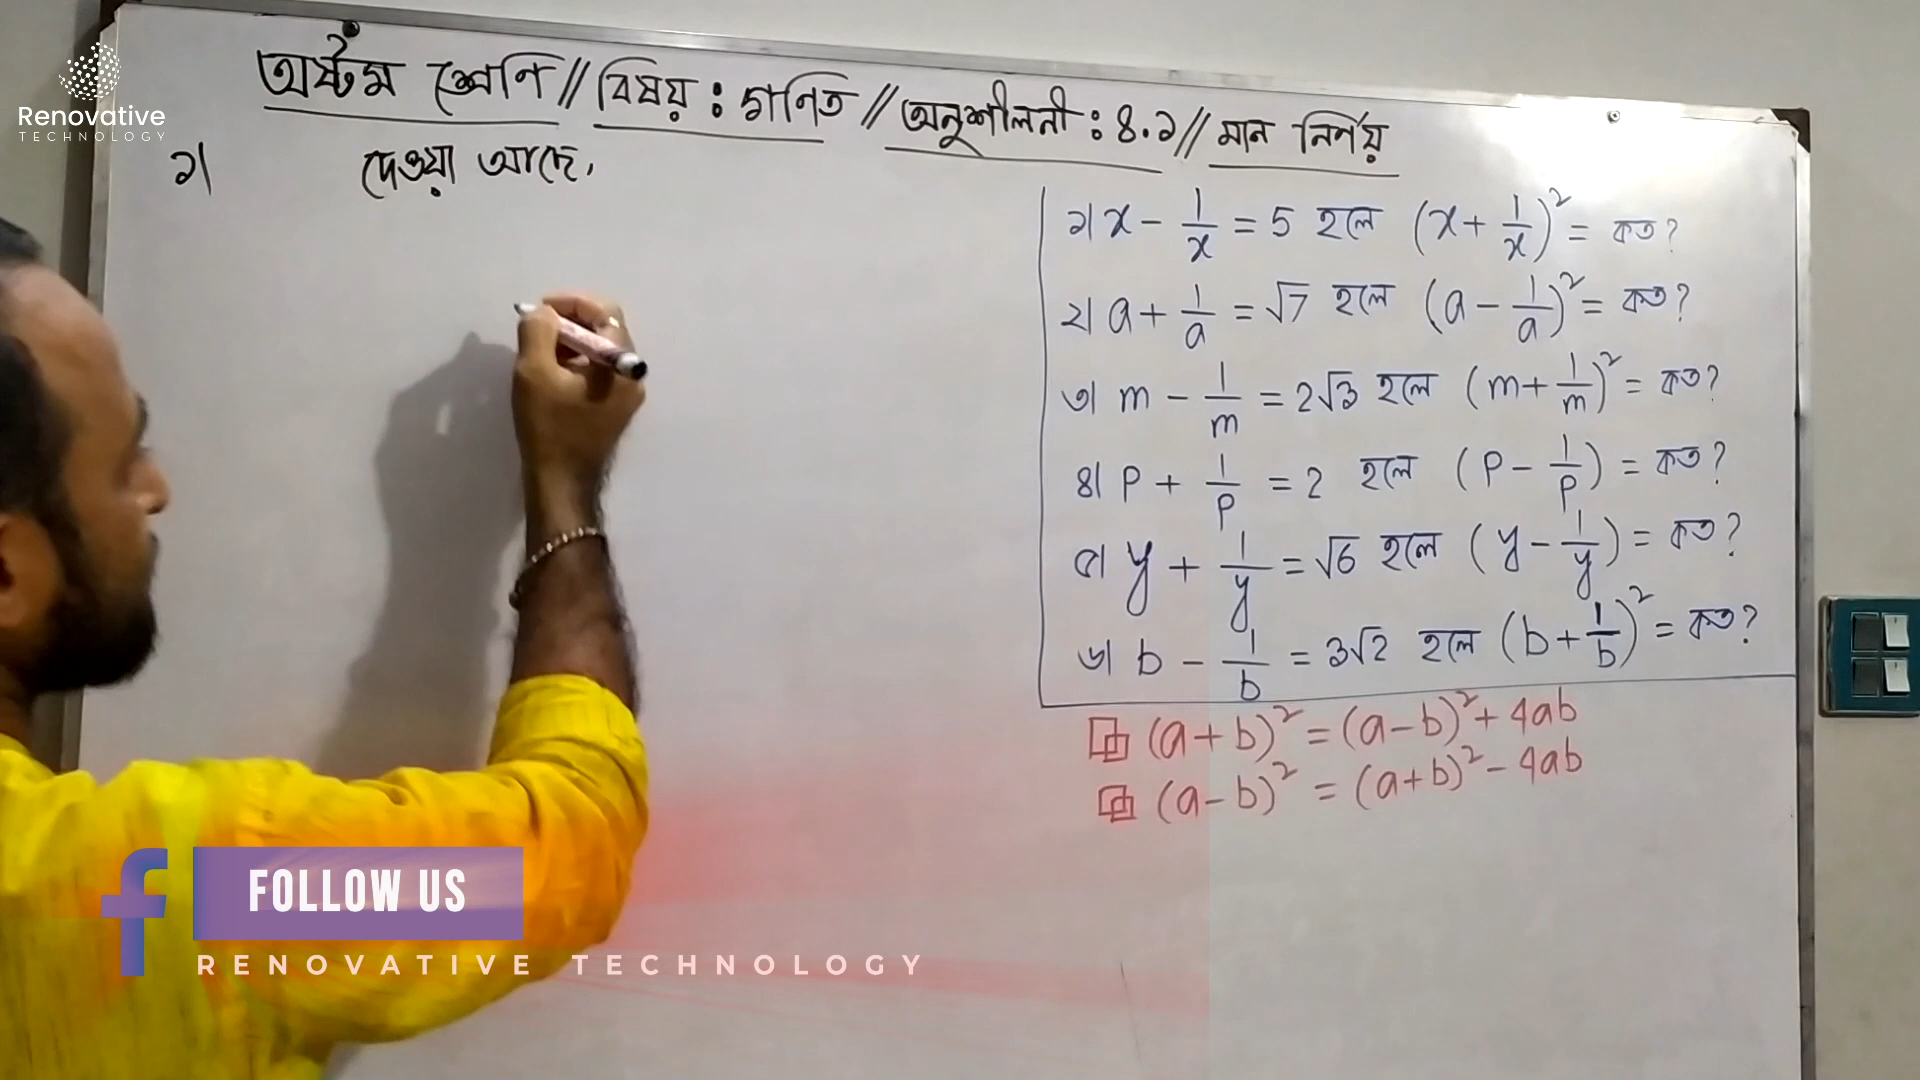 Renovative
TECHNOLOGY
অষ্টম শ্রেণি // বিষয় : গণিত // অনুশীলনী : ৪.১ // মান নির্ণয়
১। দেওয়া আছে,
১। x - 1/x = 5 হলে (x + 1/x)² = কত?
২। a + 1/a = √7 হলে (a - 1/a)² = কত?
৩। m - 1/m = 2√3 হলে (m + 1/m)² = কত?
৪। p + 1/p = 2 হলে (p - 1/p) = কত?
৫। y + 1/y = √6 হলে (y - 1/y) = কত?
৬। b - 1/b = 3√2 হলে (b + 1/b)² = কত?
(a+b)² = (a-b)² + 4ab
(a-b)² = (a+b)² - 4ab
f FOLLOW US
RENOVATIVE TECHNOLOGY